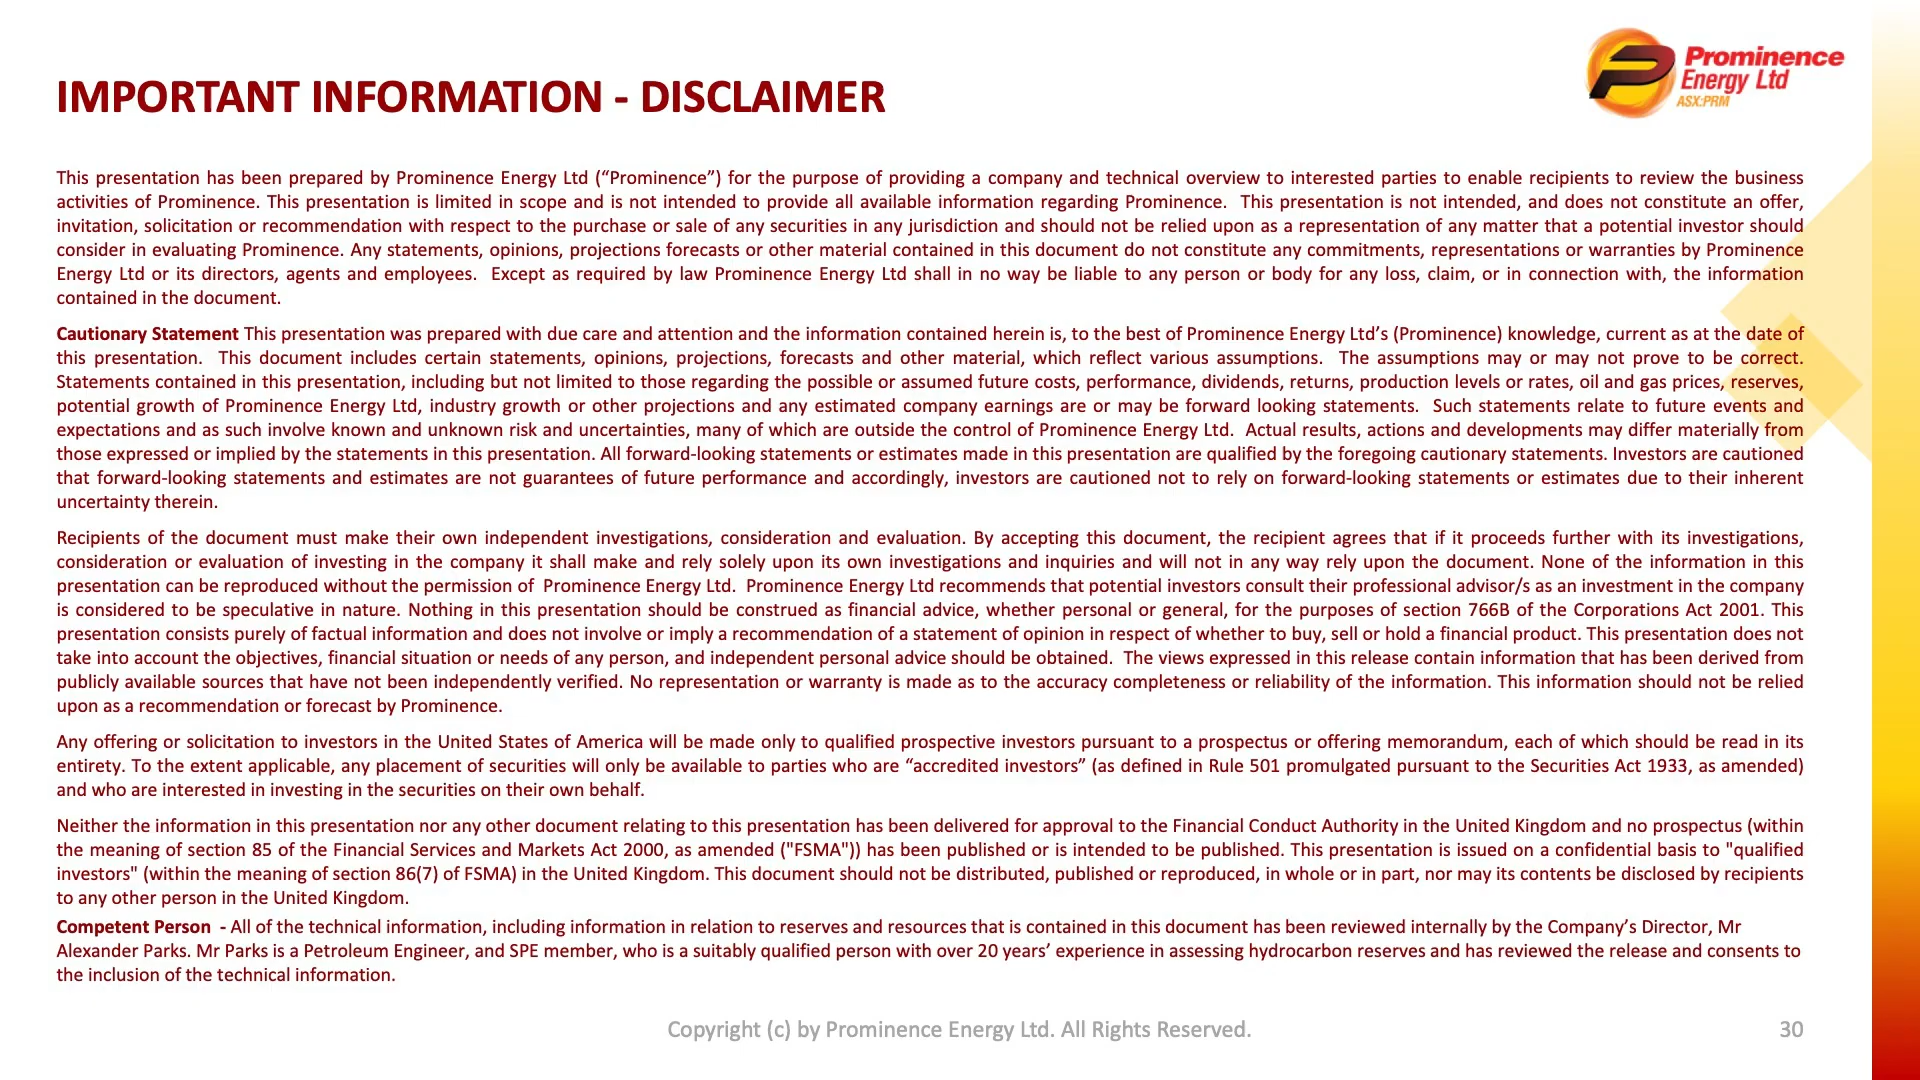 IMPORTANT INFORMATION - DISCLAIMER
Prominence
Energy Ltd
ASX:PRM
This presentation has been prepared by Prominence Energy Ltd (“Prominence”) for the purpose of providing a company and technical overview to interested parties to enable recipients to review the business
activities of Prominence. This presentation is limited in scope and is not intended to provide all available information regarding Prominence.  This presentation is not intended, and does not constitute an offer,
invitation, solicitation or recommendation with respect to the purchase or sale of any securities in any jurisdiction and should not be relied upon as a representation of any matter that a potential investor should
consider in evaluating Prominence. Any statements, opinions, projections forecasts or other material contained in this document do not constitute any commitments, representations or warranties by Prominence
Energy Ltd or its directors, agents and employees.  Except as required by law Prominence Energy Ltd shall in no way be liable to any person or body for any loss, claim, or in connection with, the information
contained in the document.
Cautionary Statement This presentation was prepared with due care and attention and the information contained herein is, to the best of Prominence Energy Ltd’s (Prominence) knowledge, current as at the date of
this presentation.  This document includes certain statements, opinions, projections, forecasts and other material, which reflect various assumptions.  The assumptions may or may not prove to be correct.
Statements contained in this presentation, including but not limited to those regarding the possible or assumed future costs, performance, dividends, returns, production levels or rates, oil and gas prices, reserves,
potential growth of Prominence Energy Ltd, industry growth or other projections and any estimated company earnings are or may be forward looking statements.  Such statements relate to future events and
expectations and as such involve known and unknown risk and uncertainties, many of which are outside the control of Prominence Energy Ltd.  Actual results, actions and developments may differ materially from
those expressed or implied by the statements in this presentation. All forward-looking statements or estimates made in this presentation are qualified by the foregoing cautionary statements. Investors are cautioned
that forward-looking statements and estimates are not guarantees of future performance and accordingly, investors are cautioned not to rely on forward-looking statements or estimates due to their inherent
uncertainty therein.
Recipients of the document must make their own independent investigations, consideration and evaluation. By accepting this document, the recipient agrees that if it proceeds further with its investigations,
consideration or evaluation of investing in the company it shall make and rely solely upon its own investigations and inquiries and will not in any way rely upon the document. None of the information in this
presentation can be reproduced without the permission of  Prominence Energy Ltd.  Prominence Energy Ltd recommends that potential investors consult their professional advisor/s as an investment in the company
is considered to be speculative in nature. Nothing in this presentation should be construed as financial advice, whether personal or general, for the purposes of section 766B of the Corporations Act 2001. This
presentation consists purely of factual information and does not involve or imply a recommendation of a statement of opinion in respect of whether to buy, sell or hold a financial product. This presentation does not
take into account the objectives, financial situation or needs of any person, and independent personal advice should be obtained.  The views expressed in this release contain information that has been derived from
publicly available sources that have not been independently verified. No representation or warranty is made as to the accuracy completeness or reliability of the information. This information should not be relied
upon as a recommendation or forecast by Prominence.
Any offering or solicitation to investors in the United States of America will be made only to qualified prospective investors pursuant to a prospectus or offering memorandum, each of which should be read in its
entirety. To the extent applicable, any placement of securities will only be available to parties who are “accredited investors” (as defined in Rule 501 promulgated pursuant to the Securities Act 1933, as amended)
and who are interested in investing in the securities on their own behalf.
Neither the information in this presentation nor any other document relating to this presentation has been delivered for approval to the Financial Conduct Authority in the United Kingdom and no prospectus (within
the meaning of section 85 of the Financial Services and Markets Act 2000, as amended ("FSMA")) has been published or is intended to be published. This presentation is issued on a confidential basis to "qualified
investors" (within the meaning of section 86(7) of FSMA) in the United Kingdom. This document should not be distributed, published or reproduced, in whole or in part, nor may its contents be disclosed by recipients
to any other person in the United Kingdom.
Competent Person  - All of the technical information, including information in relation to reserves and resources that is contained in this document has been reviewed internally by the Company’s Director, Mr
Alexander Parks. Mr Parks is a Petroleum Engineer, and SPE member, who is a suitably qualified person with over 20 years’ experience in assessing hydrocarbon reserves and has reviewed the release and consents to
the inclusion of the technical information.
Copyright (c) by Prominence Energy Ltd. All Rights Reserved.
30